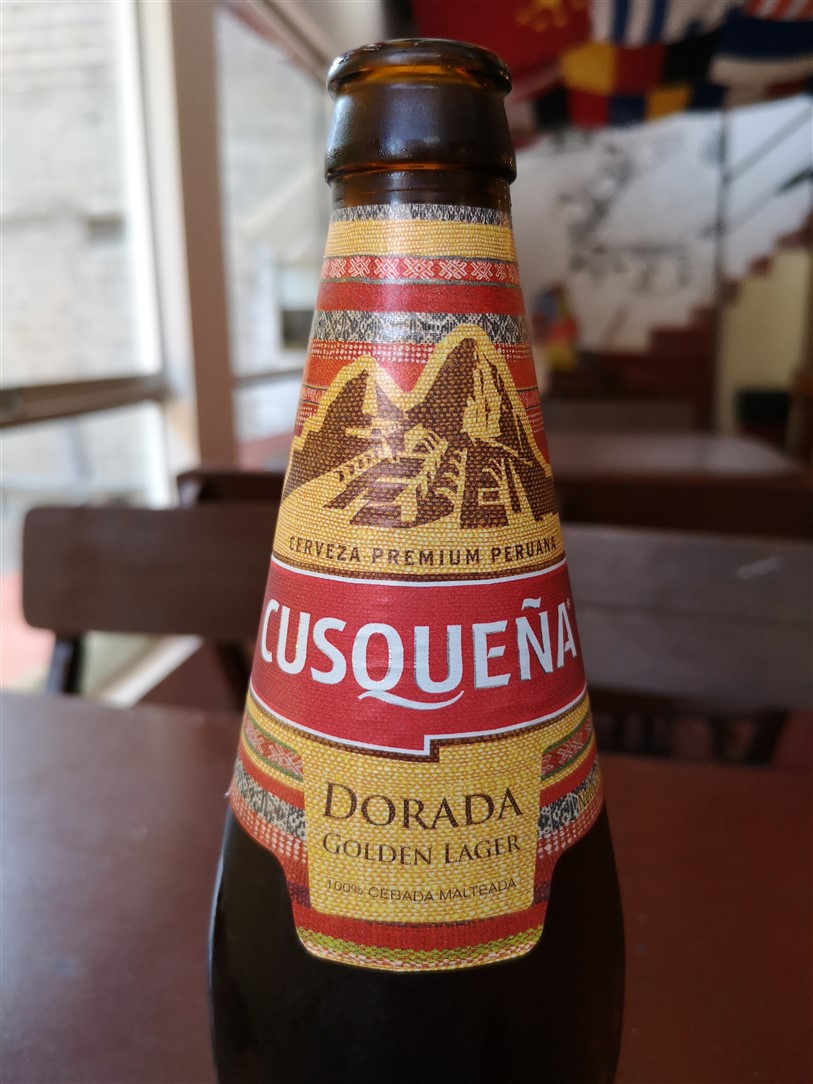 CERVEZA PREMIUM PERUANA
CUSQUEÑA
DORADA
GOLDEN LAGER
100% CEBADA MALTEADA